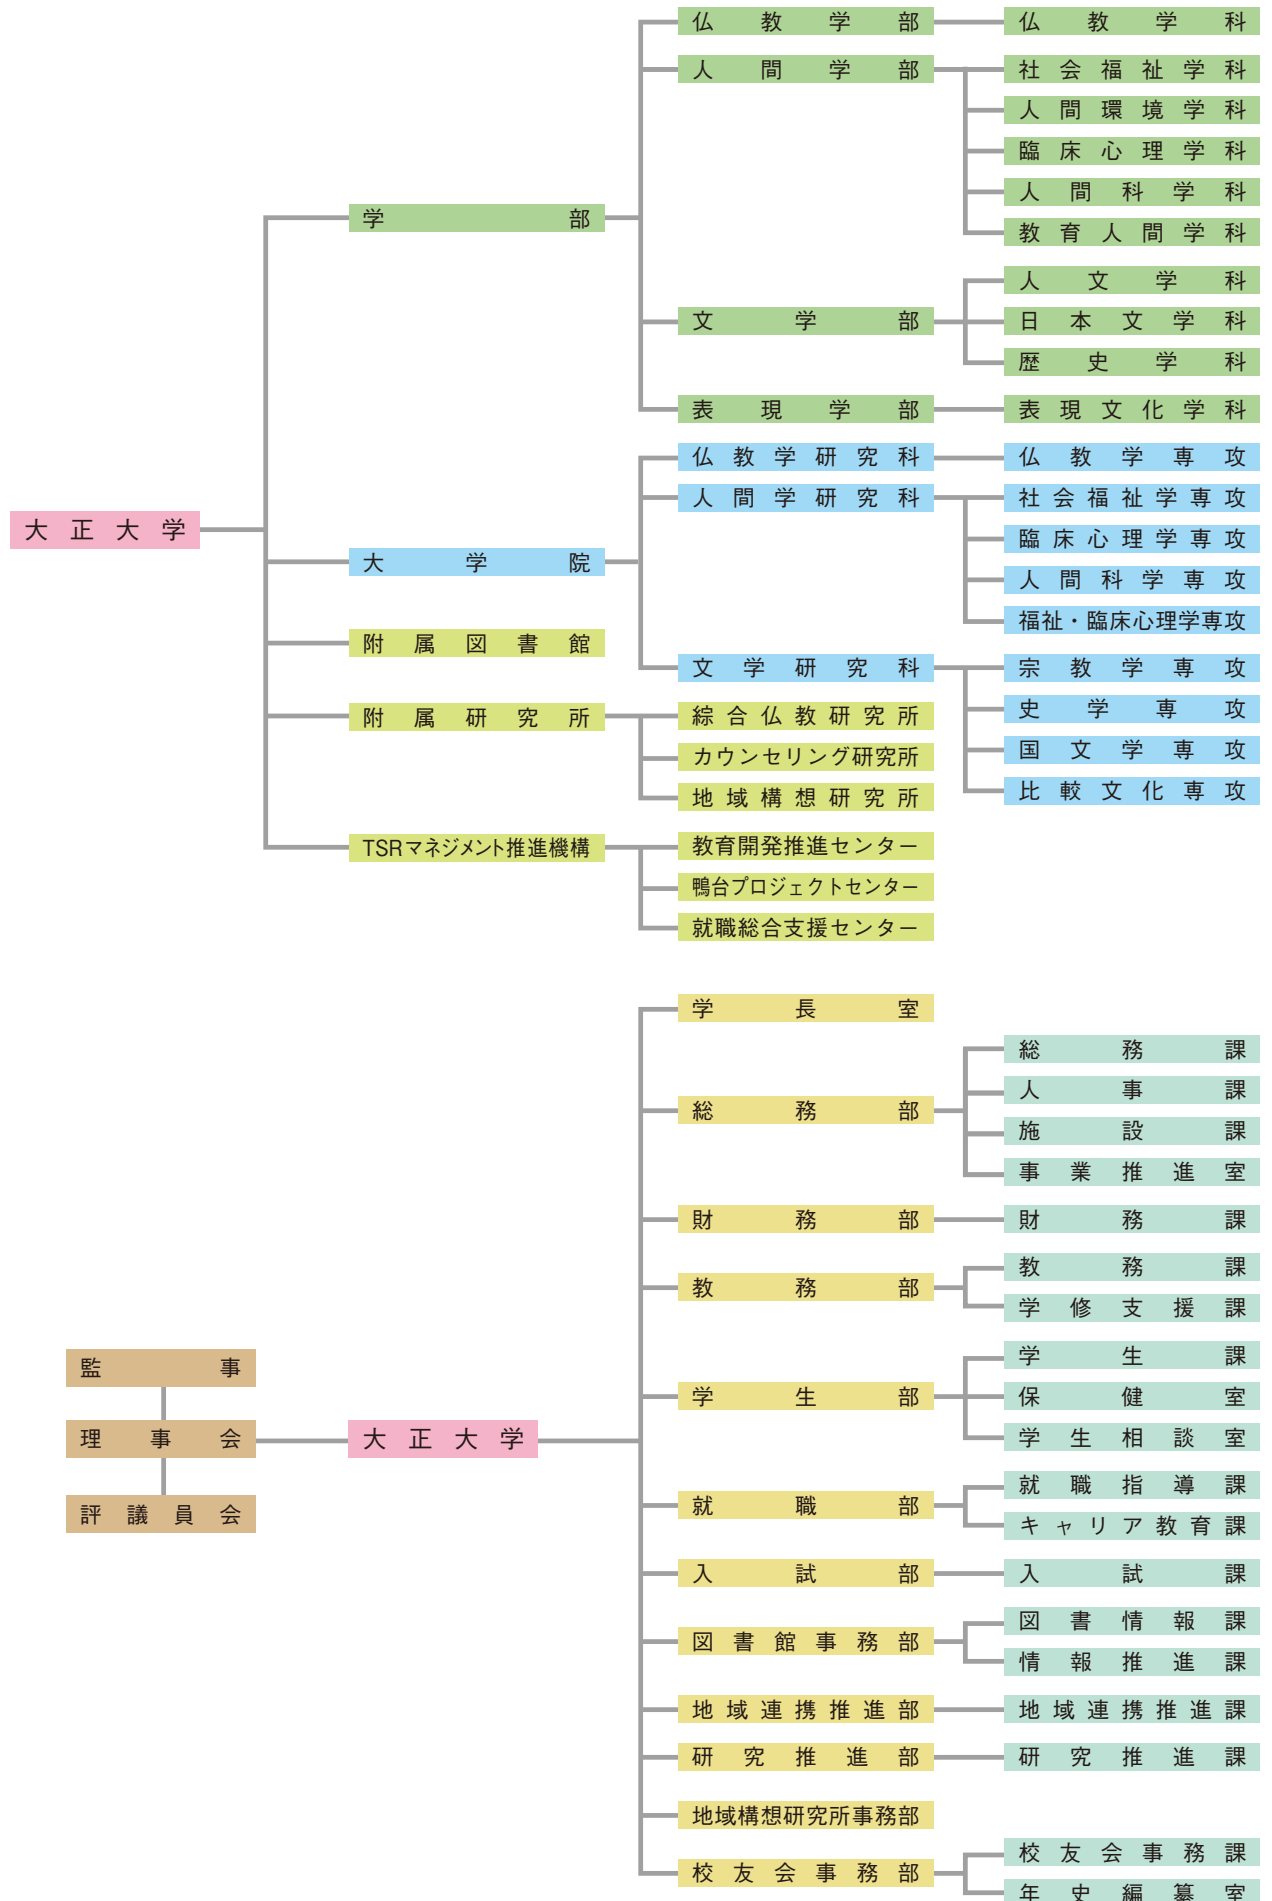 大正大学
学部
仏教学部
仏教学科
人間学部
社会福祉学科
人間環境学科
臨床心理学科
人間科学科
教育人間学科
文学部
人文学科
日本文学科
歴史学科
表現学部
表現文化学科
大学院
仏教学研究科
仏教学専攻
人間学研究科
社会福祉学専攻
臨床心理学専攻
人間科学専攻
福祉・臨床心理学専攻
文学研究科
宗教学専攻
史学専攻
国文学専攻
比較文化専攻
附属図書館
附属研究所
綜合仏教研究所
カウンセリング研究所
地域構想研究所
TSRマネジメント推進機構
教育開発推進センター
鴨台プロジェクトセンター
就職総合支援センター
監事
理事会
評議員会
大正大学
学長室
総務部
総務課
人事課
施設課
事業推進室
財務部
財務課
教務部
教務課
学修支援課
学生部
学生課
保健室
学生相談室
就職部
就職指導課
キャリア教育課
入試部
入試課
図書館事務部
図書情報課
情報推進課
地域連携推進部
地域連携推進課
研究推進部
研究推進課
地域構想研究所事務部
校友会事務部
校友会事務課
年史編纂室